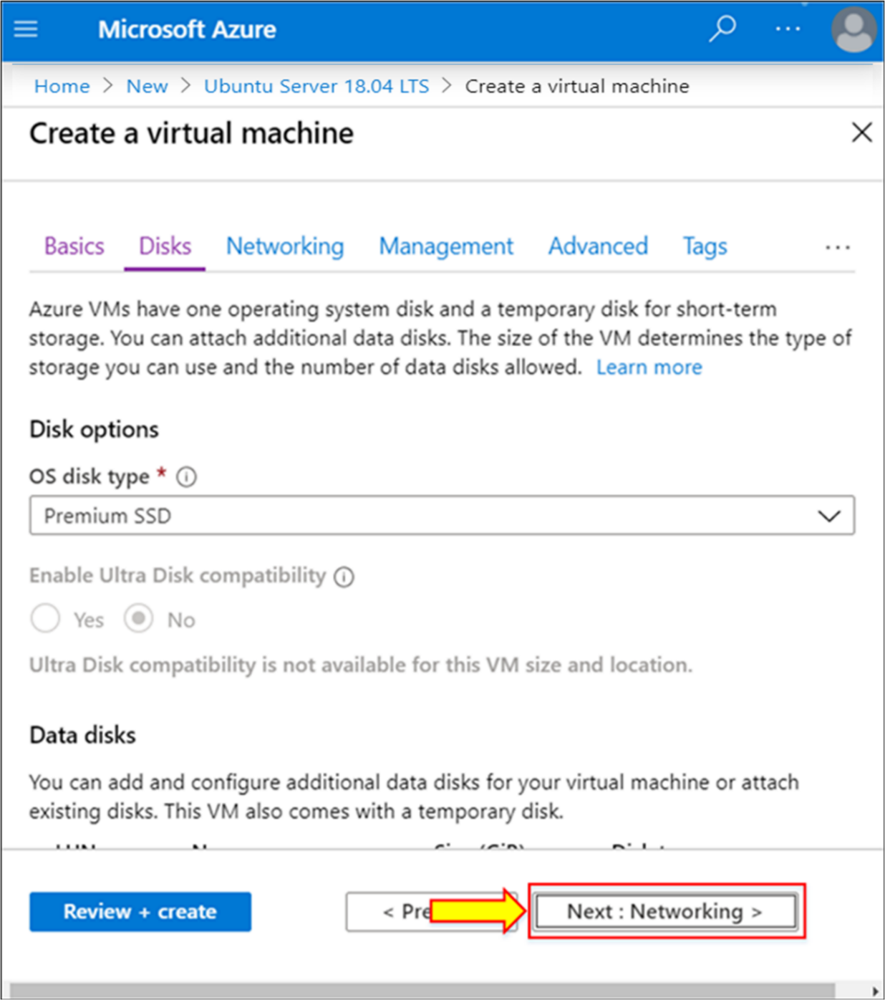 Microsoft Azure
Home > New > Ubuntu Server 18.04 LTS > Create a virtual machine
Create a virtual machine
Basics Disks Networking Management Advanced Tags ...
Azure VMs have one operating system disk and a temporary disk for short-term
storage. You can attach additional data disks. The size of the VM determines the type of
storage you can use and the number of data disks allowed. Learn more
Disk options
OS disk type *
Premium SSD
Enable Ultra Disk compatibility
Yes No
Ultra Disk compatibility is not available for this VM size and location.
Data disks
You can add and configure additional data disks for your virtual machine or attach
existing disks. This VM also comes with a temporary disk.
Review + create < Pre Next : Networking >